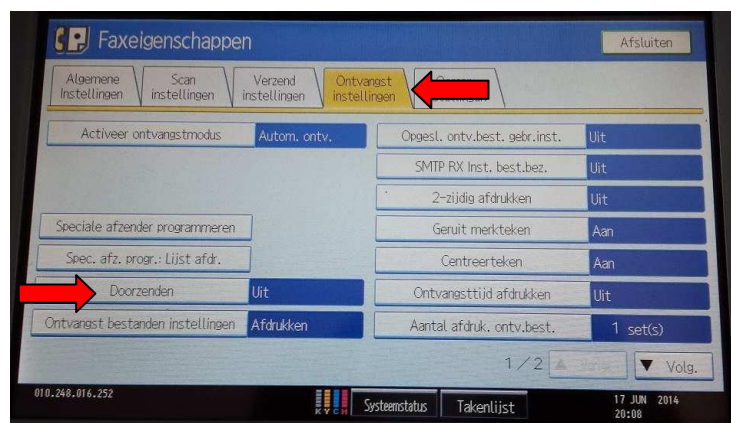 Faxeigenschappen
Afsluiten
Algemene
Instellingen
Scan
instellingen
Verzend
instellingen
Ontvangst
instellingen
Activeer ontvangstmodus
Autom. ontv.
Opgesl. ontv.best. gebr.inst.
Uit
SMTP RX Inst. best.bez.
Uit
2-zijdig afdrukken
Uit
Speciale afzender programmeren
Geruit merkteken
Aan
Spec. afz. progr.: Lijst afdr.
Centreerteken
Aan
Doorzenden
Uit
Ontvangsttijd afdrukken
Uit
Ontvangst bestanden instellingen
Afdrukken
Aantal afdruk. ontv.best.
1 set(s)
1/2
▲
▼ Volg.
010.248.016.252
K Y C M
Systeemstatus
Takenlijst
17 JUN 2014
20:08